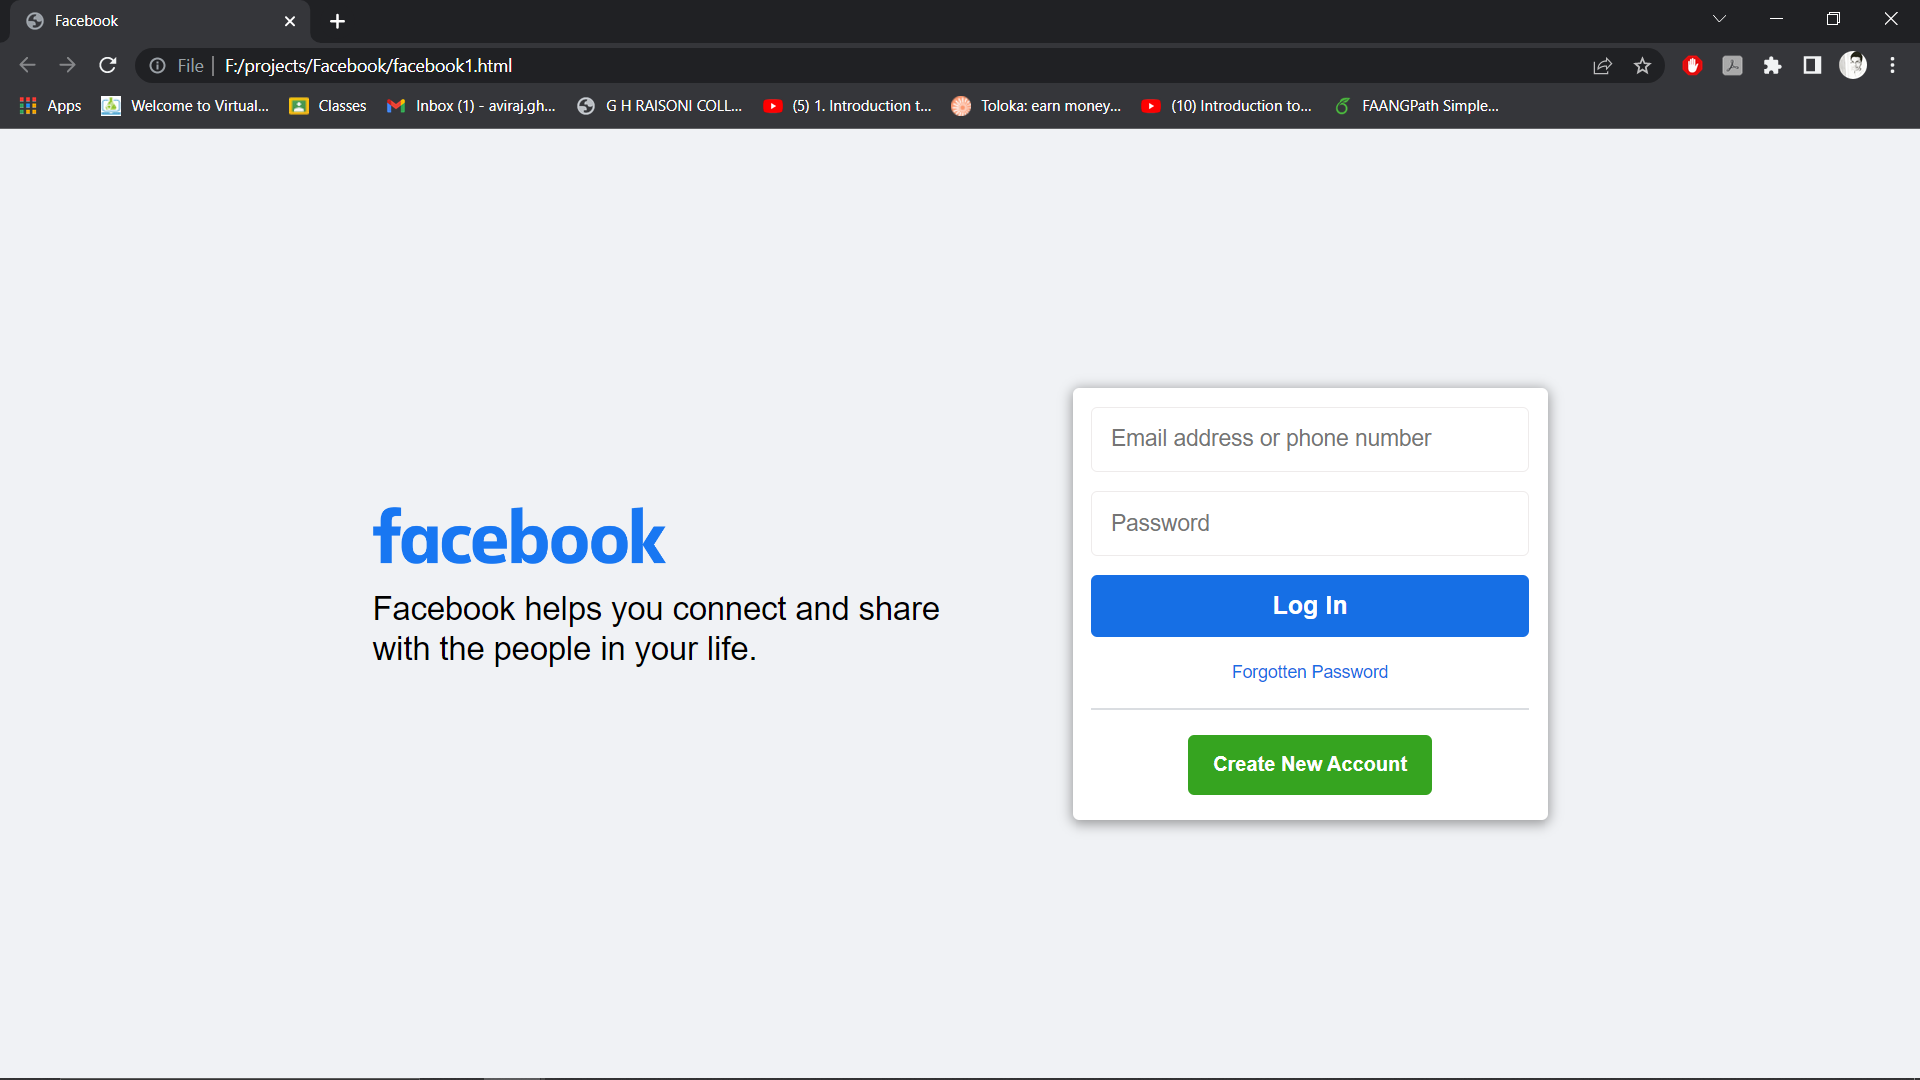 Facebook
File
F:/projects/Facebook/facebook1.html
Apps
Welcome to Virtual...
Classes
Inbox (1) - aviraj.gh...
G H RAISONI COLL...
(5) 1. Introduction t...
Toloka: earn money...
(10) Introduction to...
FAANGPath Simple...
facebook
Facebook helps you connect and share
with the people in your life.
Email address or phone number
Password
Log In
Forgotten Password
Create New Account